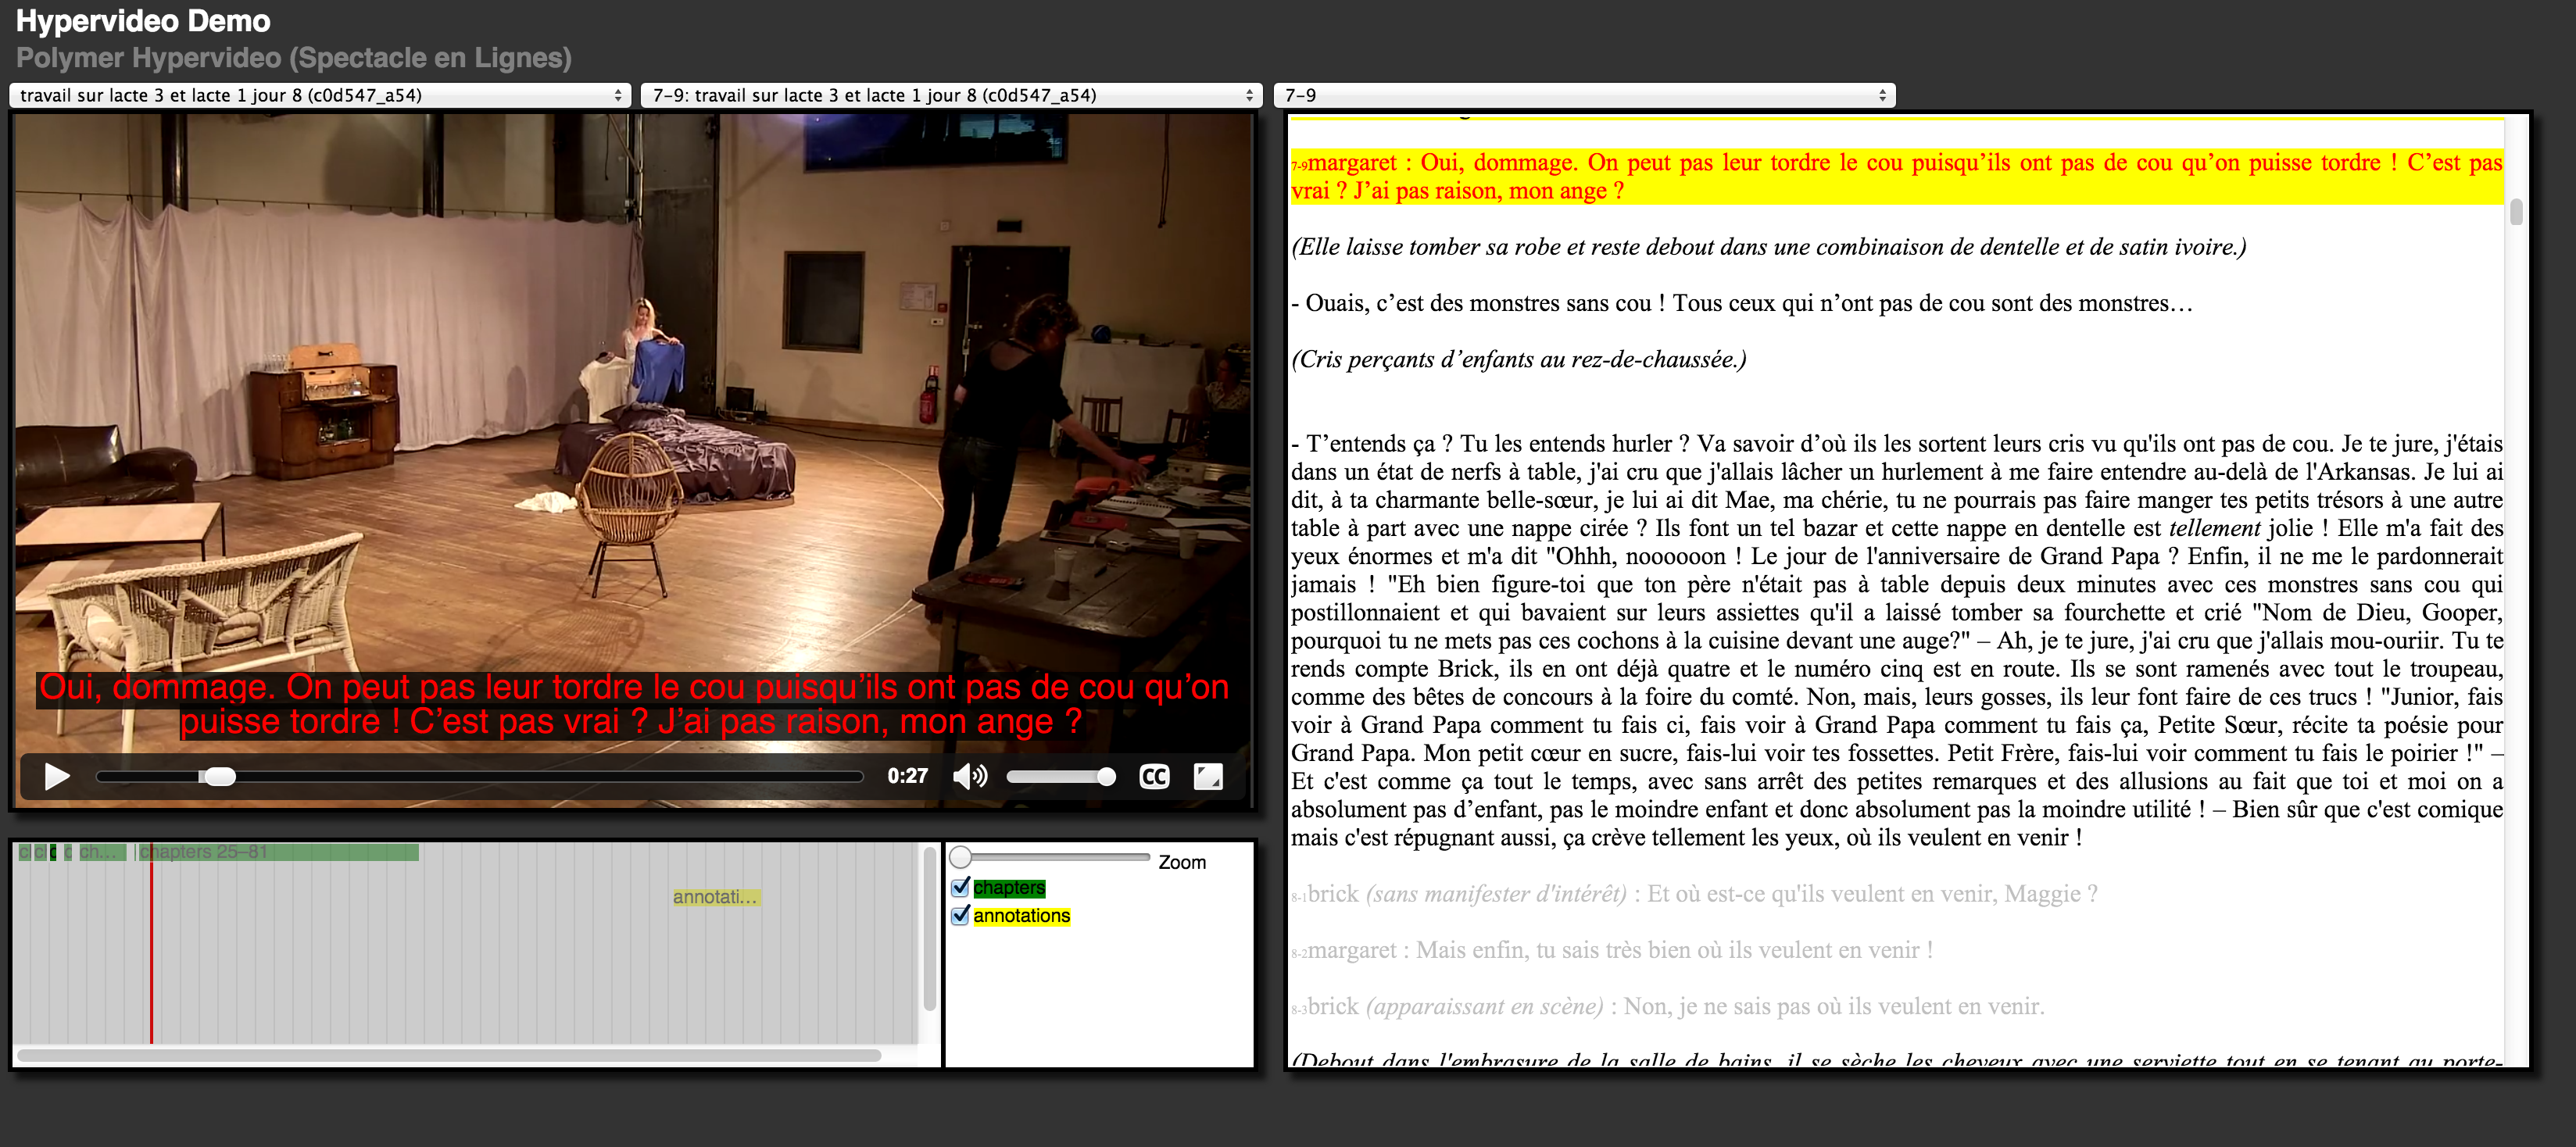 Hypervideo Demo
Polymer Hypervideo (Spectacle en Lignes)
travail sur lacte 3 et lacte 1 jour 8 (c0d547_a54)
7-9: travail sur lacte 3 et lacte 1 jour 8 (c0d547_a54)
7-9
Oui, dommage. On peut pas leur tordre le cou puisqu’ils ont pas de cou qu’on
puisse tordre ! C’est pas vrai ? J’ai pas raison, mon ange ?
0:27
CC
ch...
chapters 25–81
annotati...
Zoom
chapters
annotations
7-9margaret : Oui, dommage. On peut pas leur tordre le cou puisqu’ils ont pas de cou qu’on puisse tordre ! C’est pas
vrai ? J’ai pas raison, mon ange ?
(Elle laisse tomber sa robe et reste debout dans une combinaison de dentelle et de satin ivoire.)
- Ouais, c’est des monstres sans cou ! Tous ceux qui n’ont pas de cou sont des monstres…
(Cris perçants d’enfants au rez-de-chaussée.)
- T’entends ça ? Tu les entends hurler ? Va savoir d’où ils les sortent leurs cris vu qu'ils ont pas de cou. Je te jure, j'étais
dans un état de nerfs à table, j'ai cru que j'allais lâcher un hurlement à me faire entendre au-delà de l'Arkansas. Je lui ai
dit, à ta charmante belle-sœur, je lui ai dit Mae, ma chérie, tu ne pourrais pas faire manger tes petits trésors à une autre
table à part avec une nappe cirée ? Ils font un tel bazar et cette nappe en dentelle est tellement jolie ! Elle m'a fait des
yeux énormes et m'a dit "Ohhh, noooooon ! Le jour de l'anniversaire de Grand Papa ? Enfin, il ne me le pardonnerait
jamais ! "Eh bien figure-toi que ton père n'était pas à table depuis deux minutes avec ces monstres sans cou qui
postillonnaient et qui bavaient sur leurs assiettes qu'il a laissé tomber sa fourchette et crié "Nom de Dieu, Gooper,
pourquoi tu ne mets pas ces cochons à la cuisine devant une auge?" – Ah, je te jure, j'ai cru que j'allais mou-ouriir. Tu te
rends compte Brick, ils en ont déjà quatre et le numéro cinq est en route. Ils se sont ramenés avec tout le troupeau,
comme des bêtes de concours à la foire du comté. Non, mais, leurs gosses, ils leur font faire de ces trucs ! "Junior, fais
voir à Grand Papa comment tu fais ci, fais voir à Grand Papa comment tu fais ça, Petite Sœur, récite ta poésie pour
Grand Papa. Mon petit cœur en sucre, fais-lui voir tes fossettes. Petit Frère, fais-lui voir comment tu fais le poirier !" –
Et c'est comme ça tout le temps, avec sans arrêt des petites remarques et des allusions au fait que toi et moi on a
absolument pas d’enfant, pas le moindre enfant et donc absolument pas la moindre utilité ! – Bien sûr que c'est comique
mais c'est répugnant aussi, ça crève tellement les yeux, où ils veulent en venir !
8-1brick (sans manifester d'intérêt) : Et où est-ce qu'ils veulent en venir, Maggie ?
8-2margaret : Mais enfin, tu sais très bien où ils veulent en venir !
8-3brick (apparaissant en scène) : Non, je ne sais pas où ils veulent en venir.
(Debout dans l'embrasure de la salle de bains, il se sèche les cheveux avec une serviette tout en se tenant au porte-